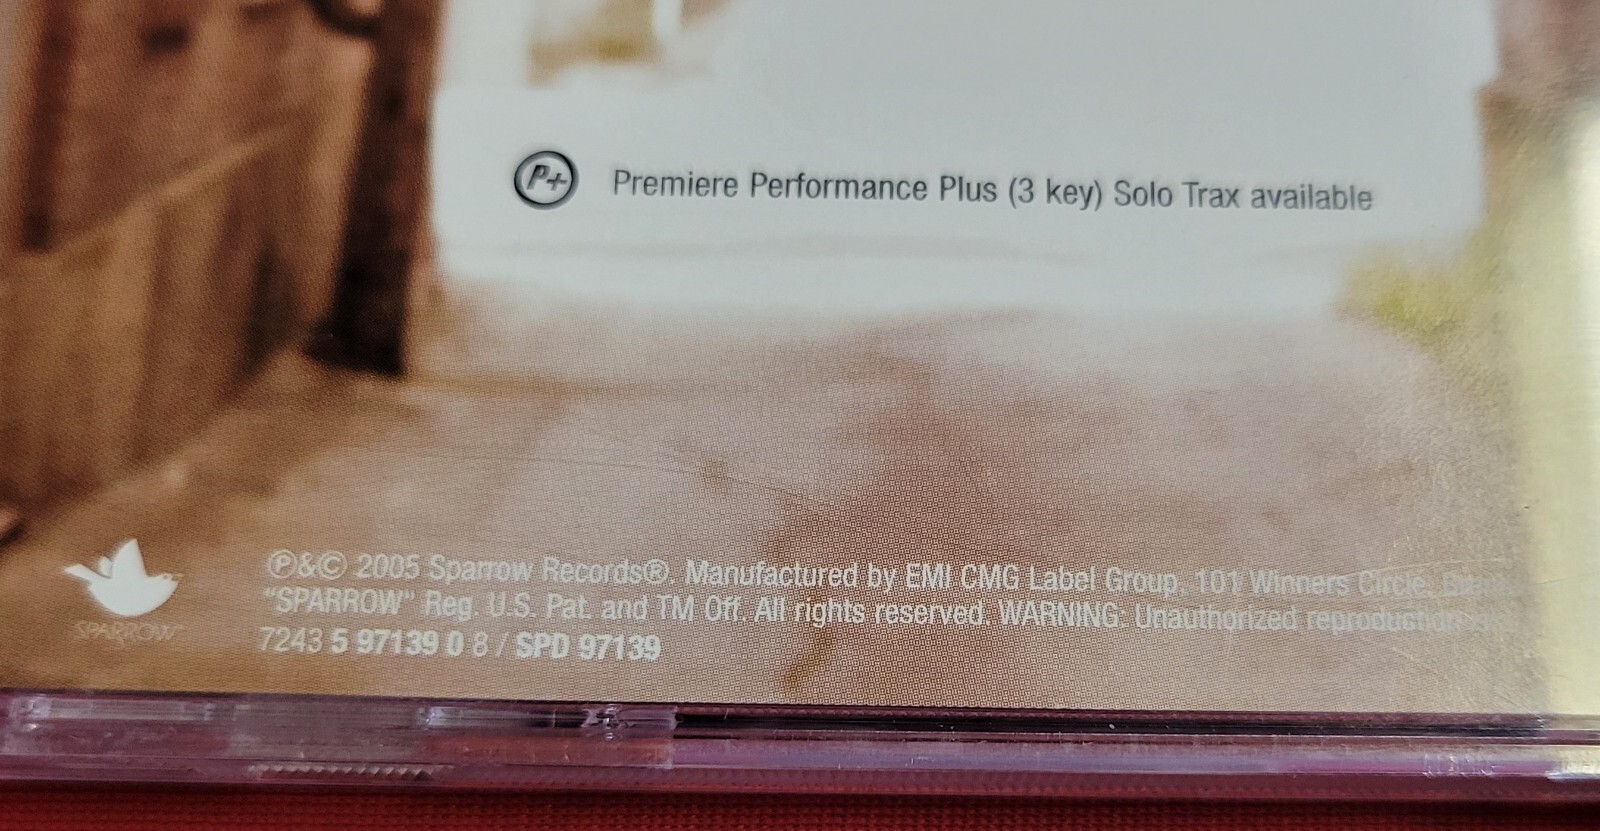 P+ Premiere Performance Plus (3 key) Solo Trax available
SPARROW
Ⓟ&© 2005 Sparrow Records®. Manufactured by EMI CMG Label Group, 101 Winners Circle,
"SPARROW" Reg. U.S. Pat. and TM Off. All rights reserved. WARNING: Unauthorized reproduction
7243 5 97139 0 8 / SPD 97139